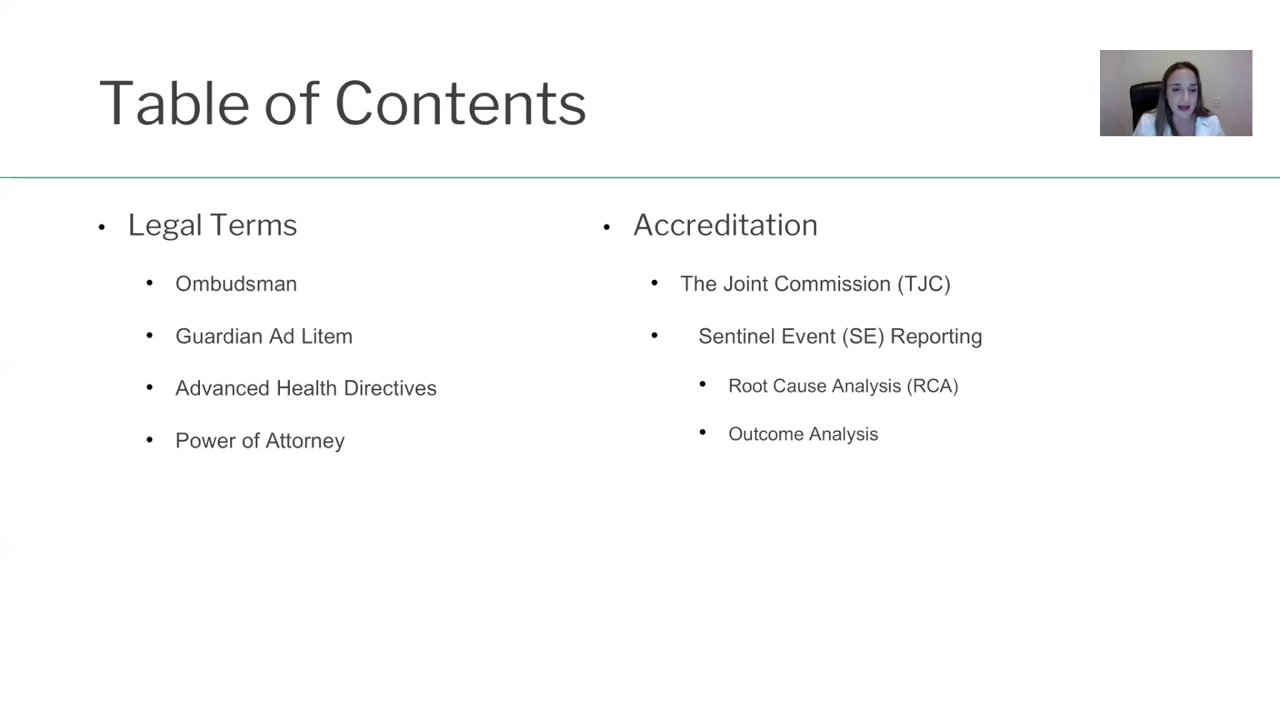 Table of Contents
• Legal Terms
• Ombudsman
• Guardian Ad Litem
• Advanced Health Directives
• Power of Attorney
• Accreditation
• The Joint Commission (TJC)
• Sentinel Event (SE) Reporting
• Root Cause Analysis (RCA)
• Outcome Analysis